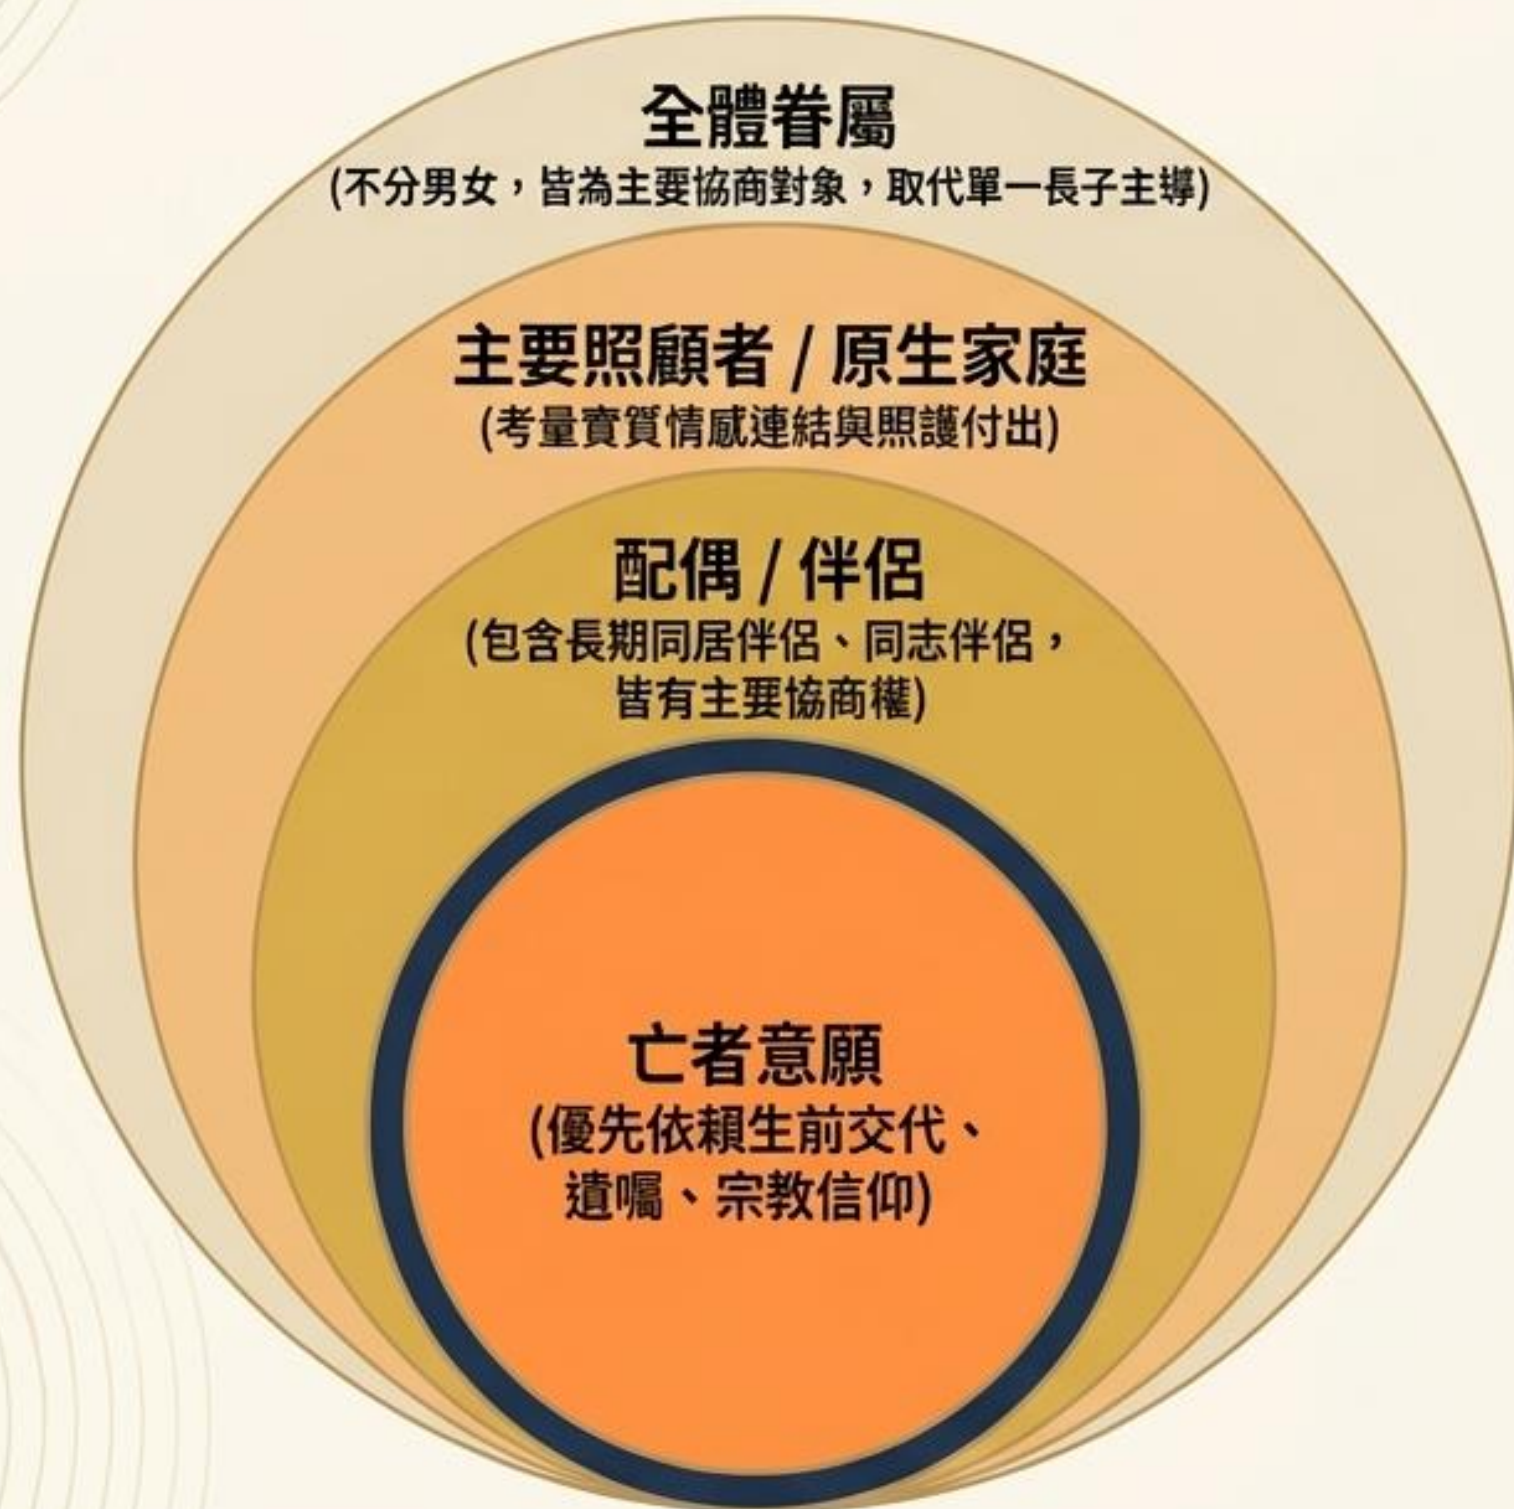 全體眷屬
(不分男女，皆為主要協商對象，取代單一長子主導)
主要照顧者 / 原生家庭
(考量實質情感連結與照護付出)
配偶 / 伴侶
(包含長期同居伴侶、同志伴侶，
皆有主要協商權)
亡者意願
(優先依賴生前交代、
遺囑、宗教信仰)